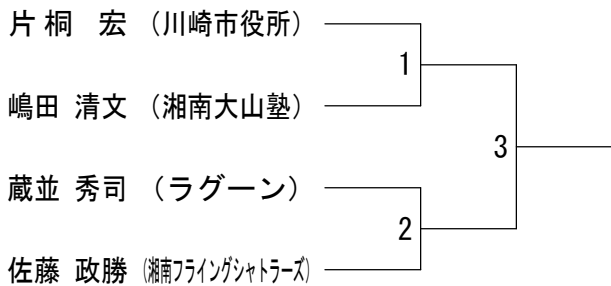 片桐 宏 （川崎市役所）
1
嶋田 清文 （湘南大山塾）
3
蔵並 秀司 （ラグーン）
2
佐藤 政勝 （湘南フライングシャトラーズ）